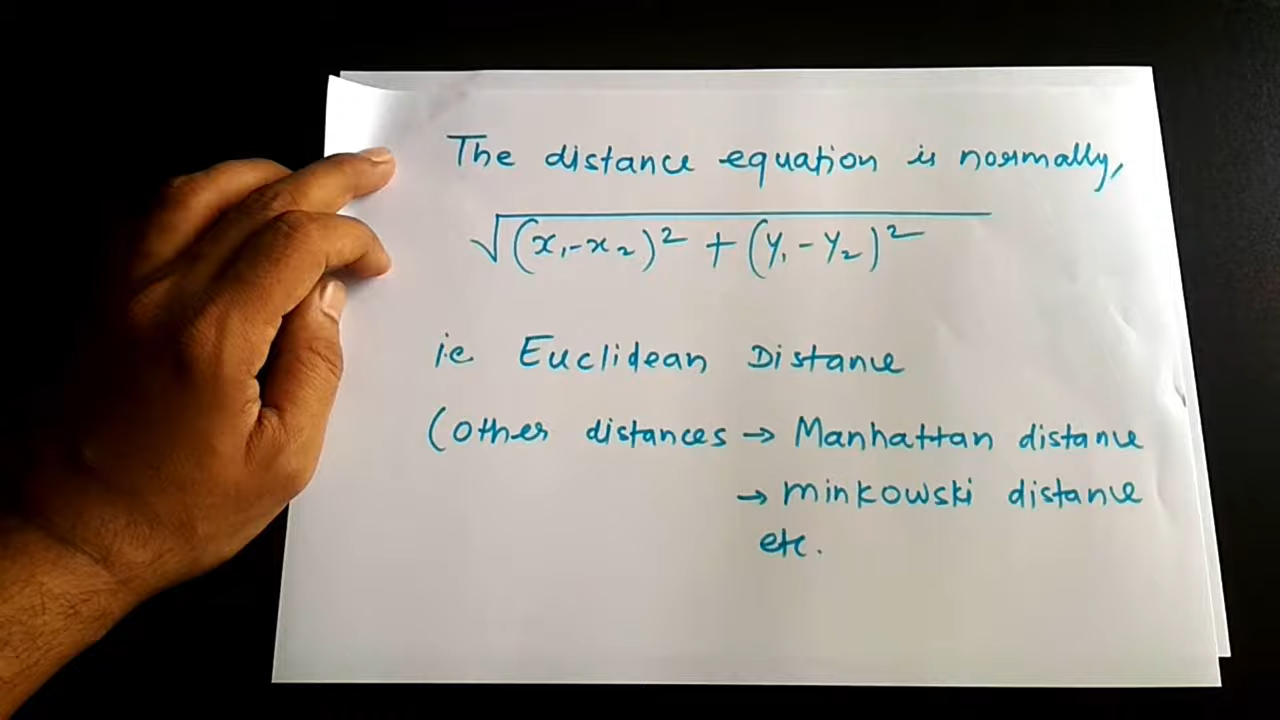 The distance equation is normally,
√(x₁-x₂)² + (y₁-y₂)²
i.e Euclidean Distance
(other distances → Manhattan distance
→ minkowski distance
etc.